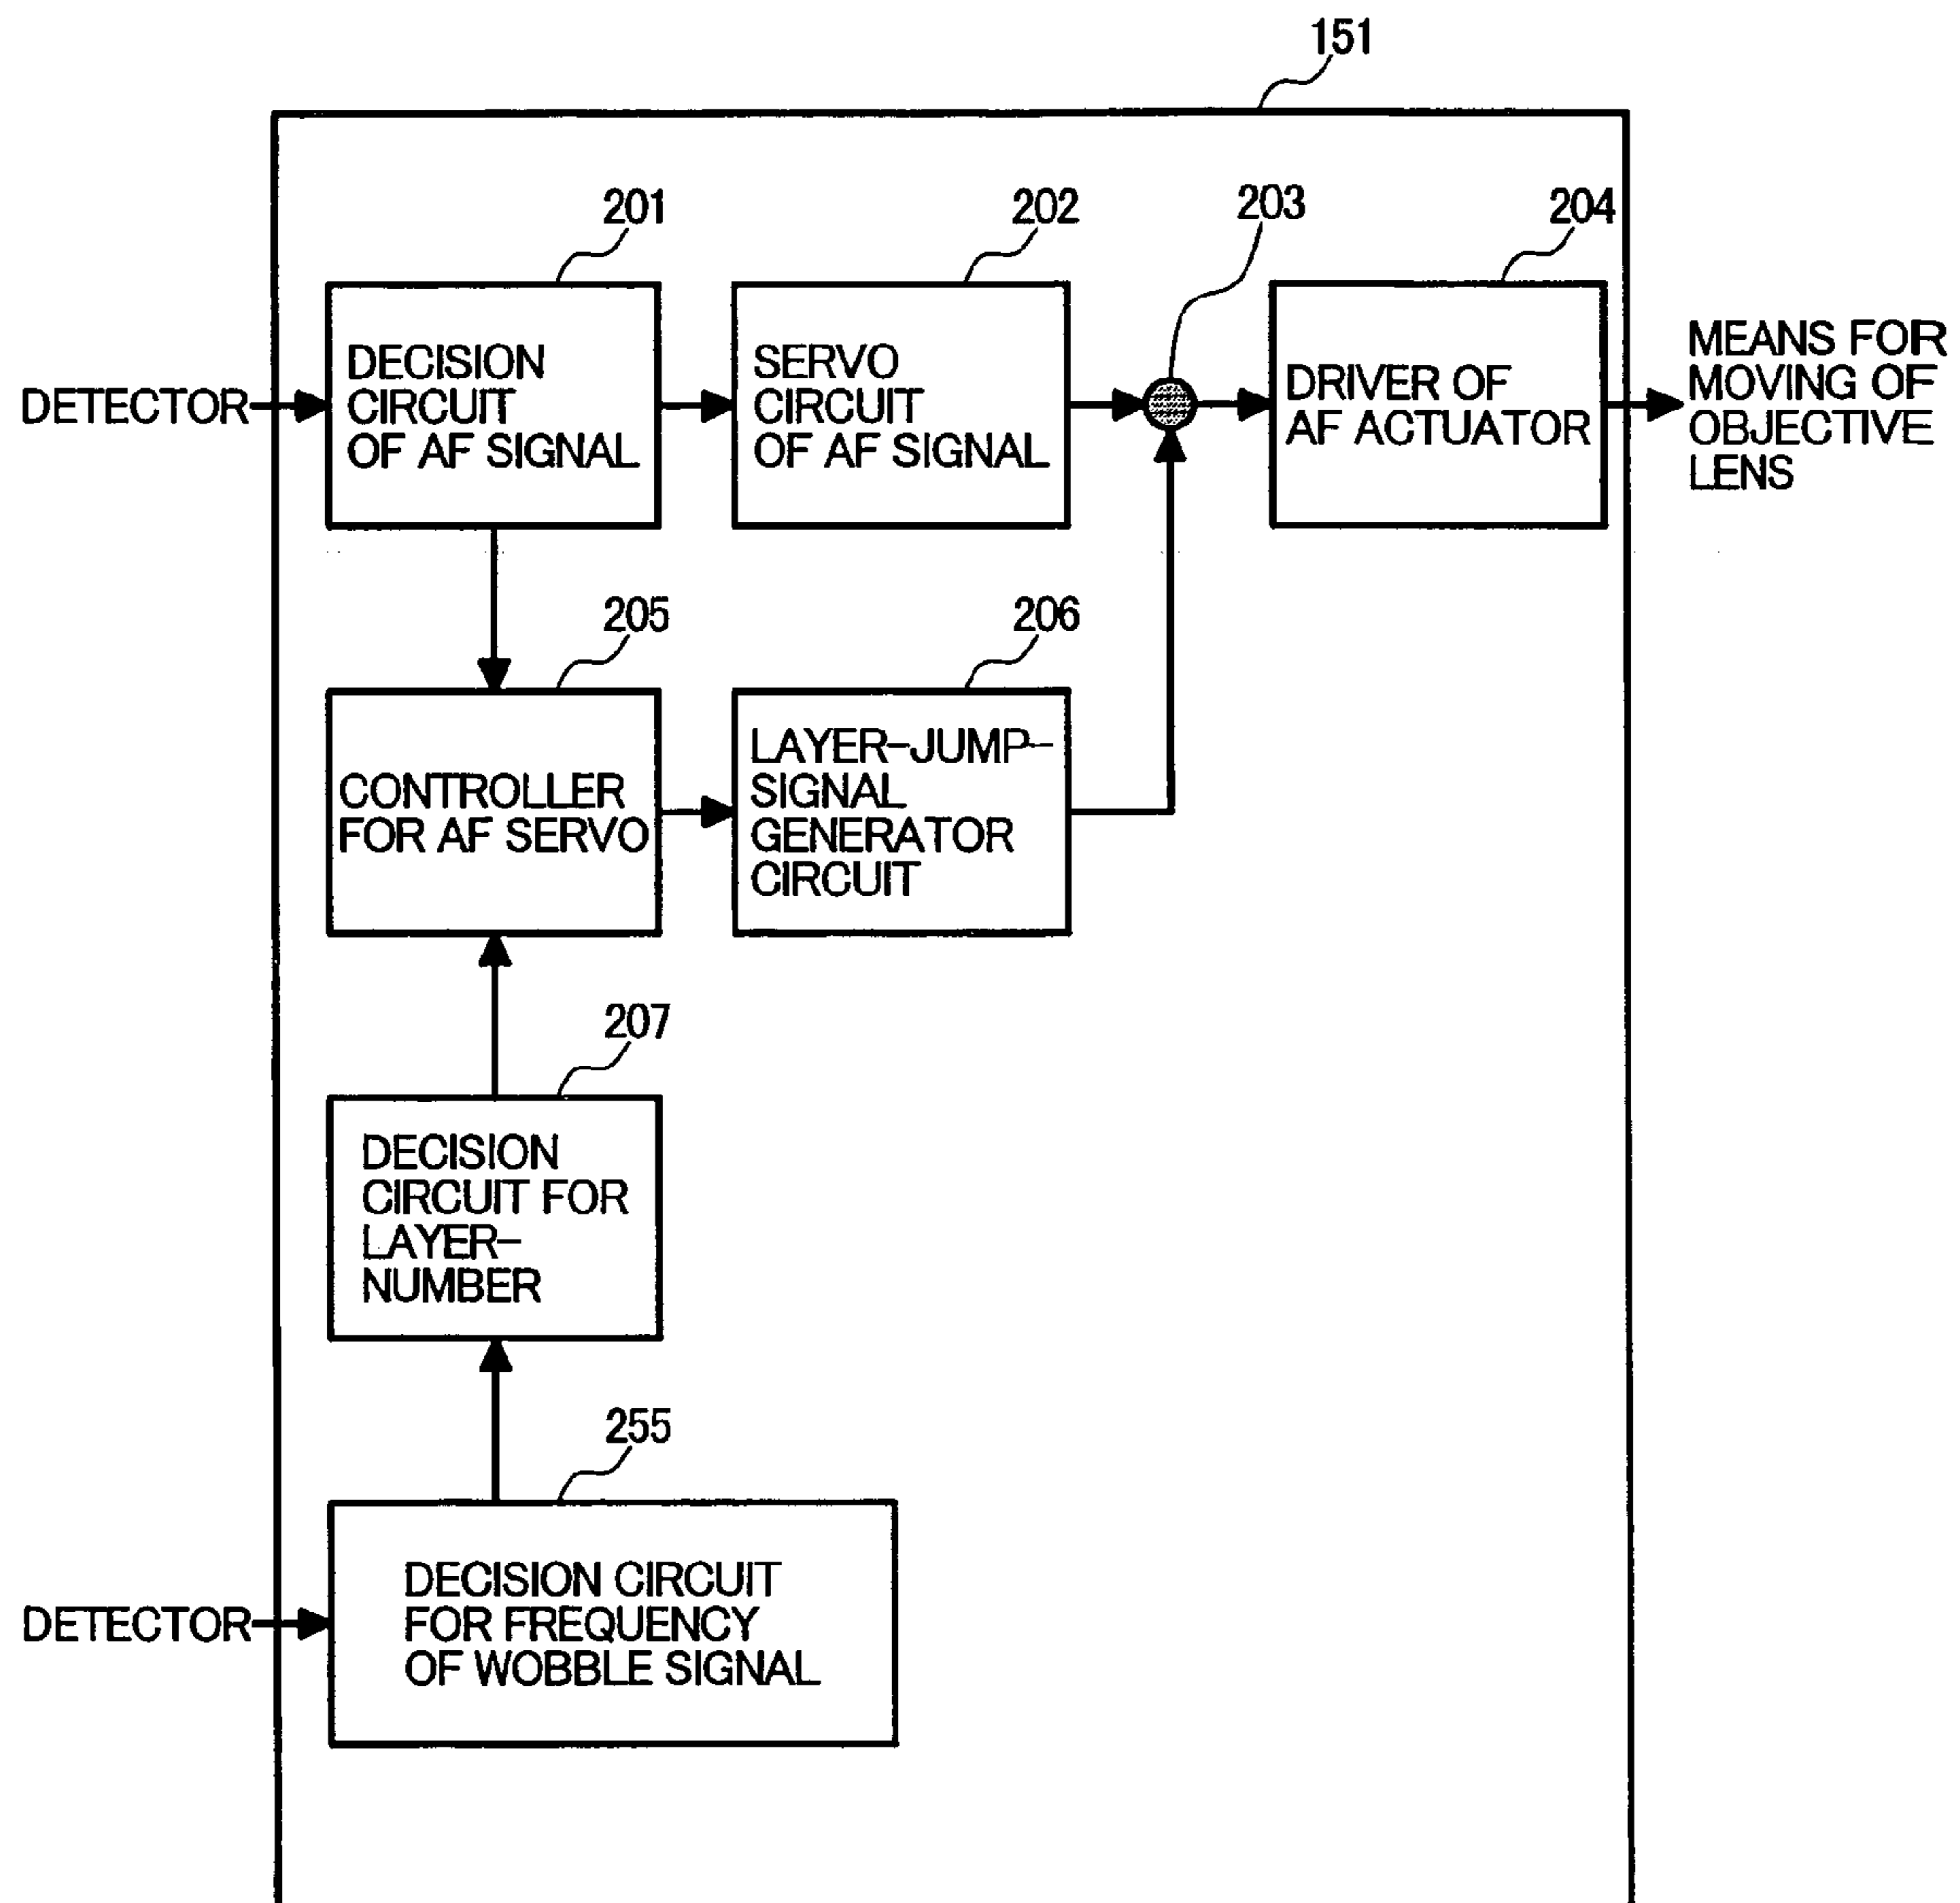 151
201
202
203
204
DETECTOR
DECISION
CIRCUIT
OF AF SIGNAL
SERVO
CIRCUIT
OF AF SIGNAL
DRIVER OF
AF ACTUATOR
MEANS FOR
MOVING OF
OBJECTIVE
LENS
205
206
CONTROLLER
FOR AF SERVO
LAYER-JUMP-
SIGNAL
GENERATOR
CIRCUIT
207
DECISION
CIRCUIT FOR
LAYER-
NUMBER
255
DETECTOR
DECISION CIRCUIT
FOR FREQUENCY
OF WOBBLE SIGNAL